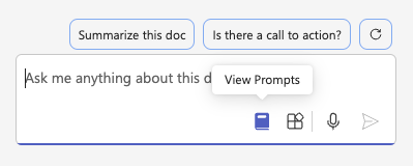 Summarize this doc
Is there a call to action?
Ask me anything about this d
View Prompts